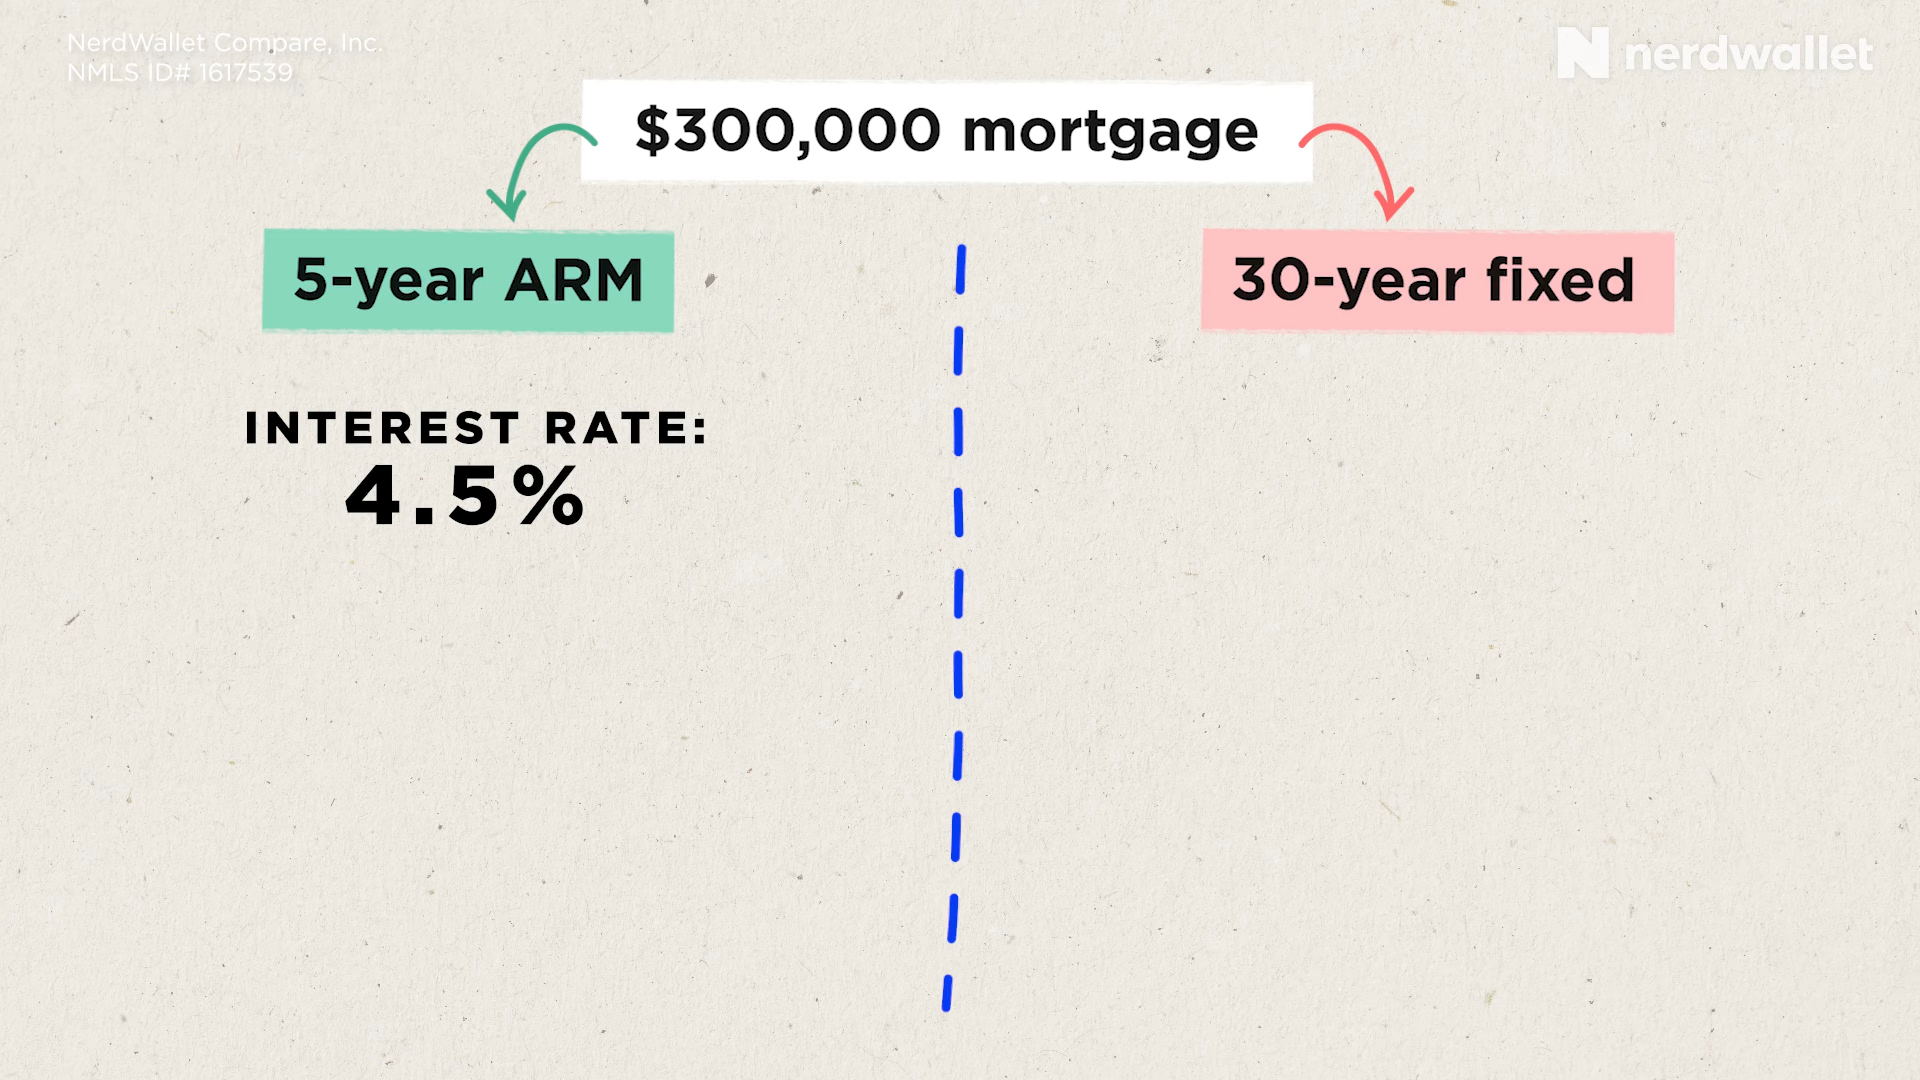 NerdWallet Compare, Inc.
NMLS ID# 1617539
N nerdwallet
$300,000 mortgage
5-year ARM
30-year fixed
INTEREST RATE:
4.5%